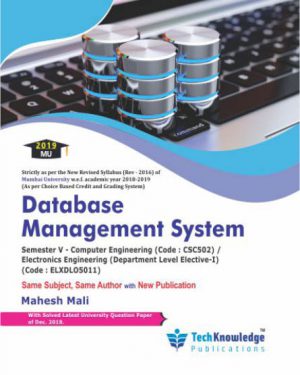 2019
MU
Strictly as per the New Revised Syllabus (Rev - 2016) of
Mumbai University w.e.f. academic year 2018-2019
(As per Choice Based Credit and Grading System)
Database
Management System
Semester V - Computer Engineering (Code : CSC502) /
Electronics Engineering (Department Level Elective-I)
(Code : ELXDLO5011)
Same Subject, Same Author with New Publication
Mahesh Mali
With Solved Latest University Question Paper
of Dec. 2018.
TechKnowledge™
Publications